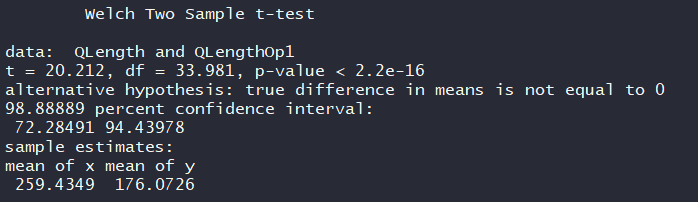 Welch Two Sample t-test
data:  QLength and QLengthOp1
t = 20.212, df = 33.981, p-value < 2.2e-16
alternative hypothesis: true difference in means is not equal to 0
98.88889 percent confidence interval:
72.28491 94.43978
sample estimates:
mean of x mean of y
259.4349  176.0726